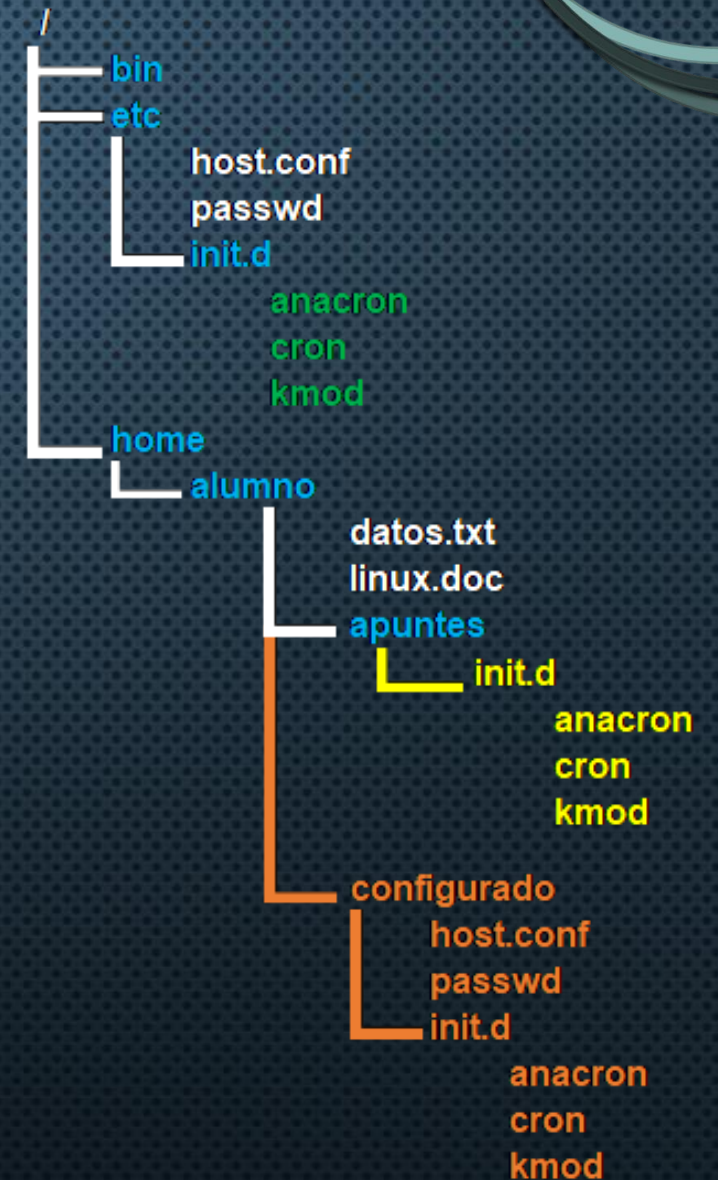 /
bin
etc
host.conf
passwd
init.d
anacron
cron
kmod
home
alumno
datos.txt
linux.doc
apuntes
init.d
anacron
cron
kmod
configurado
host.conf
passwd
init.d
anacron
cron
kmod